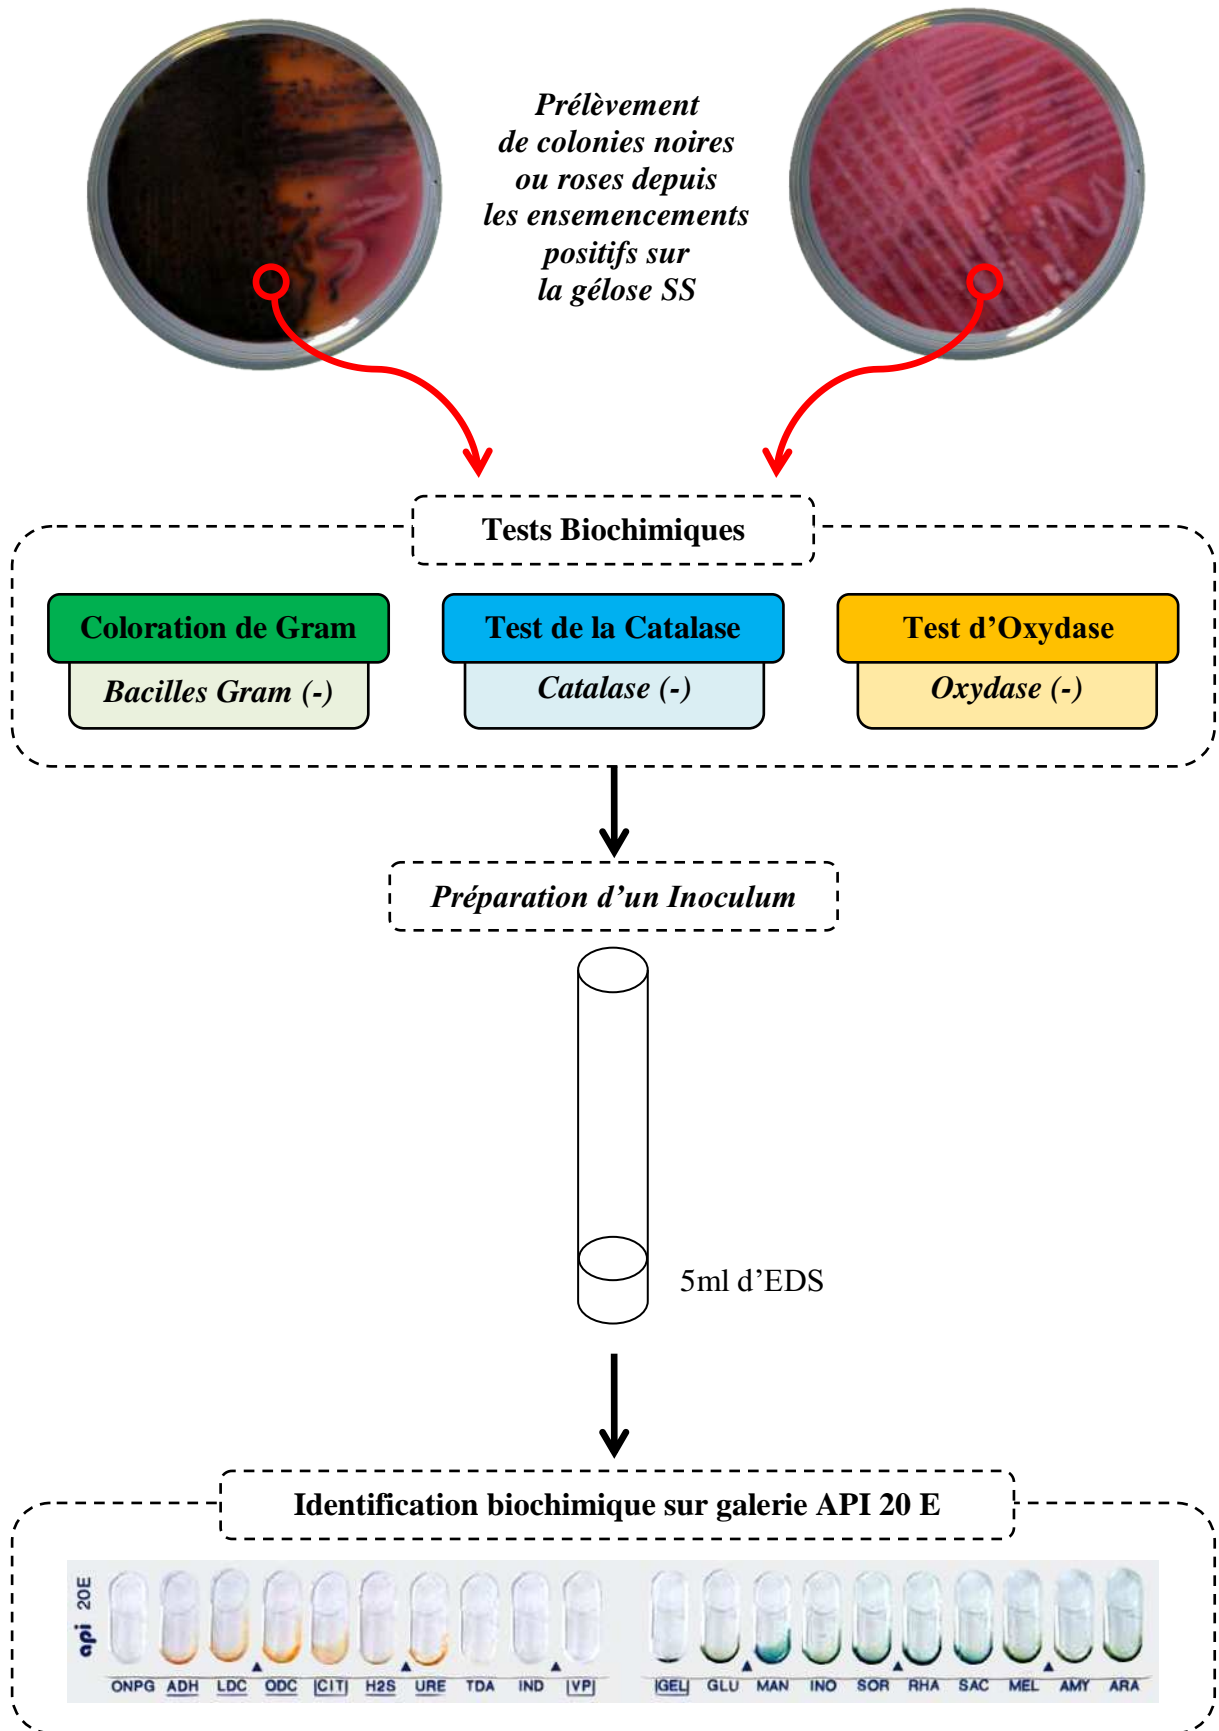 Prélèvement
de colonies noires
ou roses depuis
les ensemencements
positifs sur
la gélose SS
Tests Biochimiques
Coloration de Gram
Bacilles Gram (-)
Test de la Catalase
Catalase (-)
Test d’Oxydase
Oxydase (-)
Préparation d’un Inoculum
5ml d’EDS
Identification biochimique sur galerie API 20 E
api 20E
ONPG ADH LDC ODC CIT H2S URE TDA IND VP GEL GLU MAN INO SOR RHA SAC MEL AMY ARA